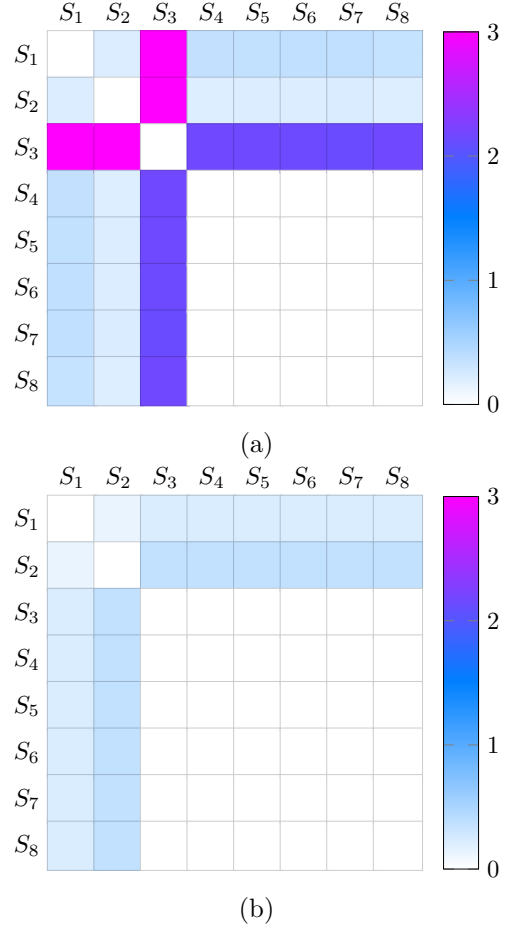 S₁ S₂ S₃ S₄ S₅ S₆ S₇ S₈
S₁
S₂
S₃
S₄
S₅
S₆
S₇
S₈
3
2
1
0
(a)
S₁ S₂ S₃ S₄ S₅ S₆ S₇ S₈
S₁
S₂
S₃
S₄
S₅
S₆
S₇
S₈
3
2
1
0
(b)